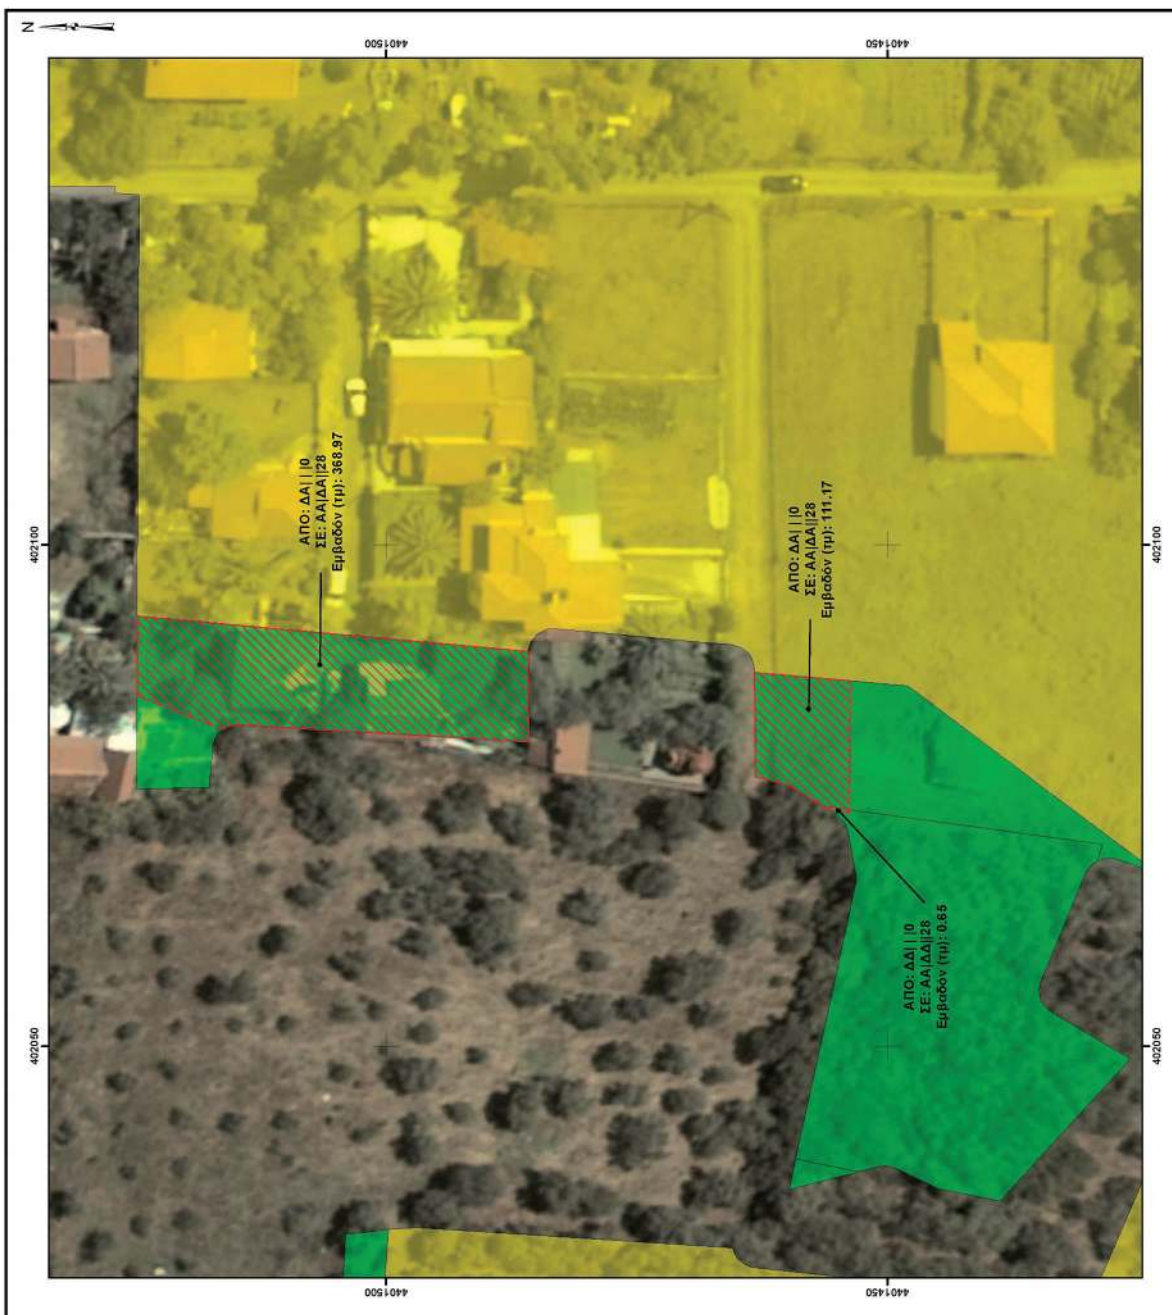 N
4401500
4401450
402100
402100
402050
402050
4401500
4401450
ΑΠΟ: ΔΑ| | |0
ΣΕ: ΑΑ|ΔΑ||28
Εμβαδόν (τμ): 368.97
ΑΠΟ: ΔΑ| | |0
ΣΕ: ΑΑ|ΔΑ||28
Εμβαδόν (τμ): 111.17
ΑΠΟ: ΔΔ| | |0
ΣΕ: ΑΑ|ΔΔ||28
Εμβαδόν (τμ): 0.65